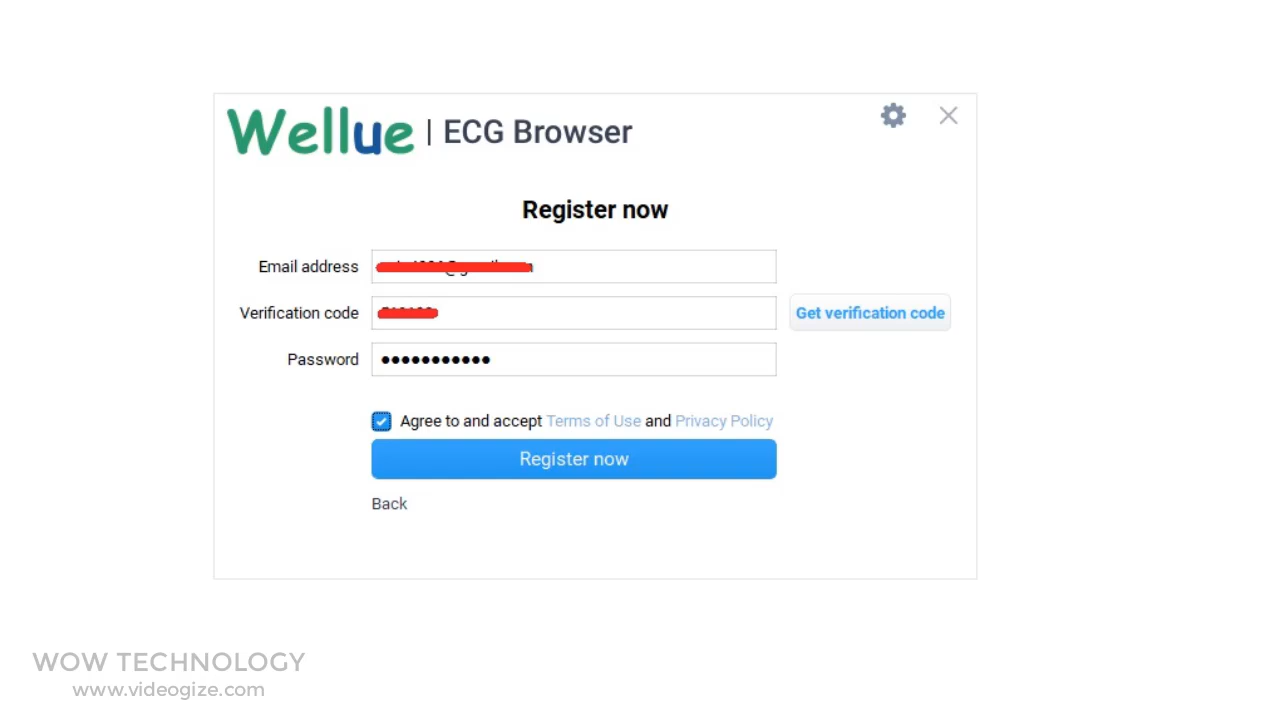 Wellue | ECG Browser
Register now
Email address
Verification code
Get verification code
Password ●●●●●●●●●●●
Agree to and accept Terms of Use and Privacy Policy
Register now
Back
WOW TECHNOLOGY
www.videogize.com